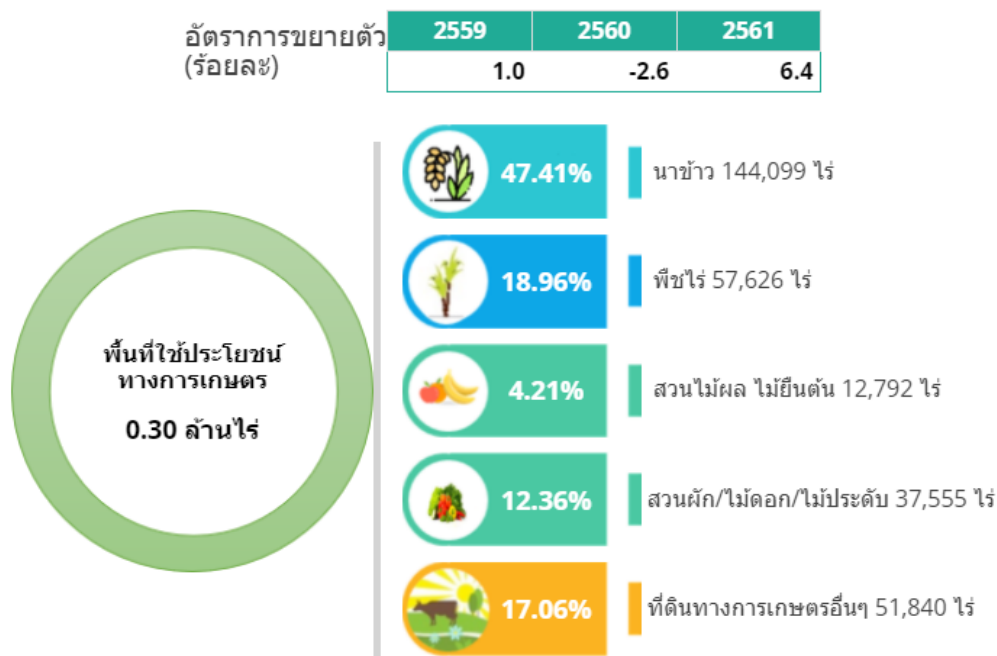 อัตราการขยายตัว
(ร้อยละ)
2559 2560 2561
1.0 -2.6 6.4
พื้นที่ใช้ประโยชน์
ทางการเกษตร
0.30 ล้านไร่
47.41% นาข้าว 144,099 ไร่
18.96% พืชไร่ 57,626 ไร่
4.21% สวนไม้ผล ไม้ยืนต้น 12,792 ไร่
12.36% สวนผัก/ไม้ดอก/ไม้ประดับ 37,555 ไร่
17.06% ที่ดินทางการเกษตรอื่นๆ 51,840 ไร่